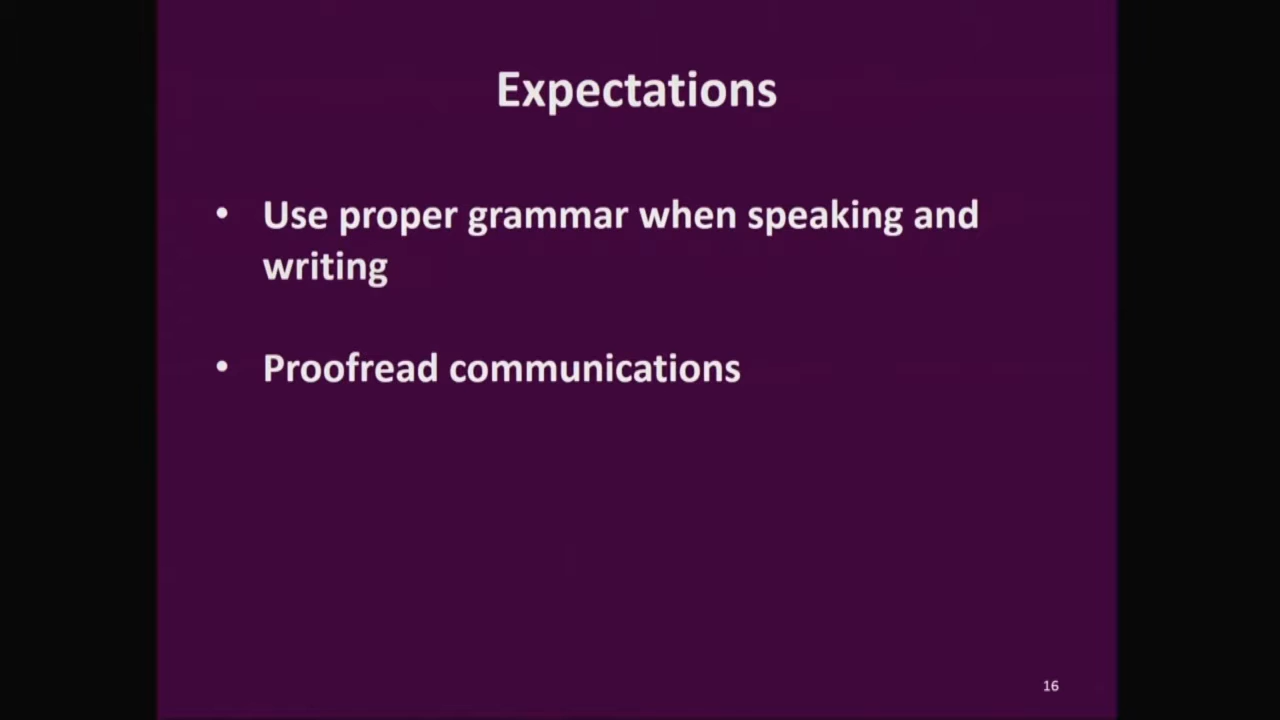 Expectations
• Use proper grammar when speaking and
writing
• Proofread communications
16